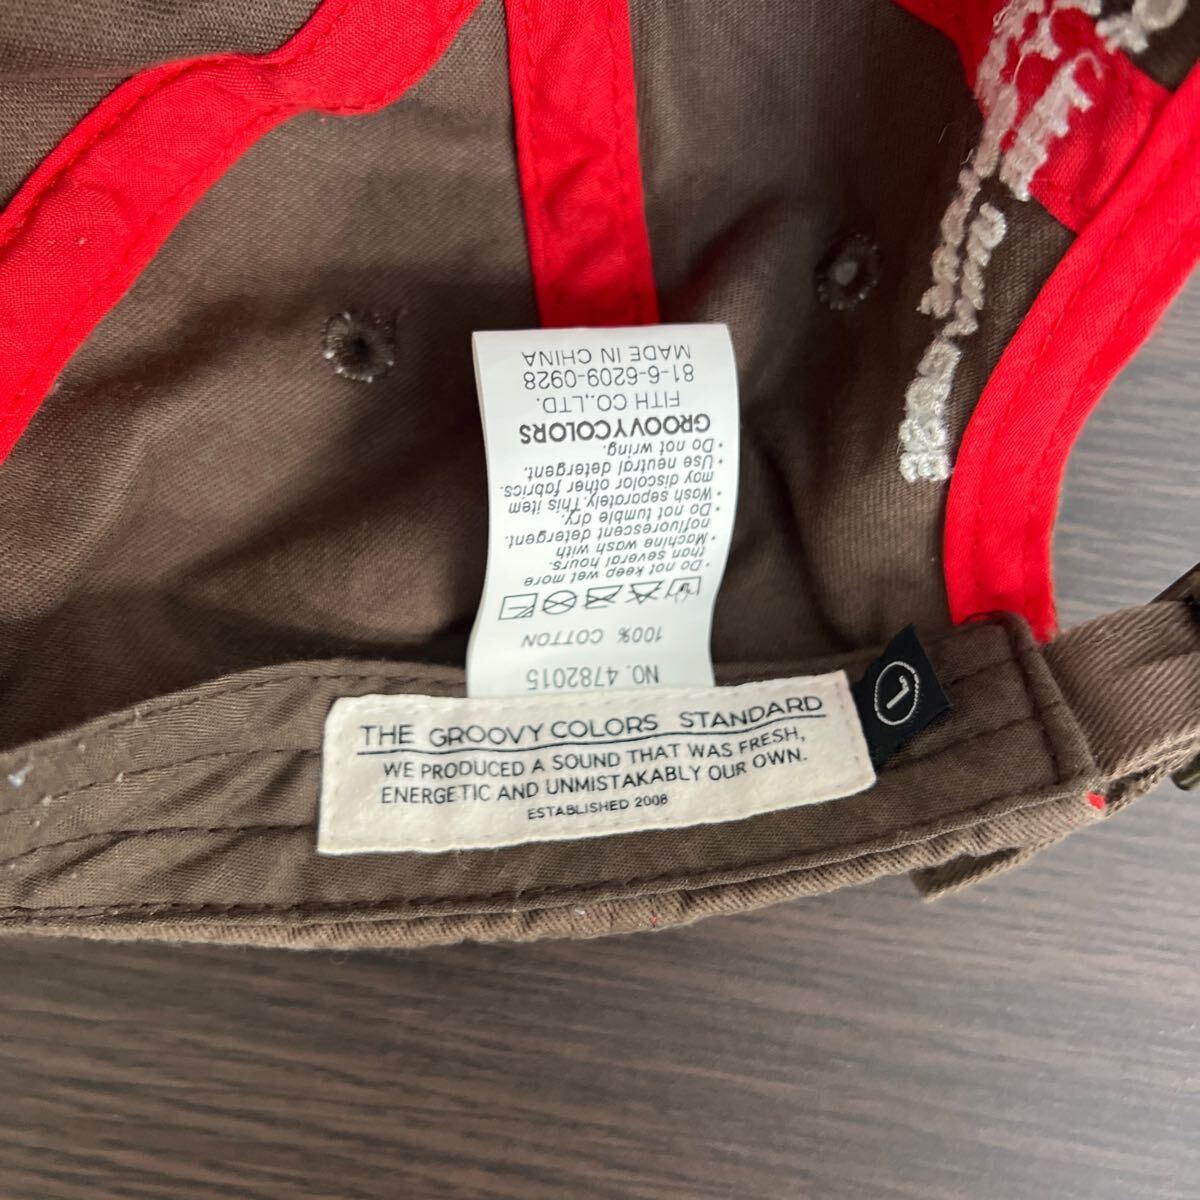 NO. 4782015
100% COTTON
・Do not keep wet more
than several hours.
・Machine wash with
nofluorescent detergent.
・Do not tumble dry.
・Wash separately. This item
may discolor other fabrics.
・Use neutral detergent.
・Do not wring.
GROOVYCOLORS
FITH CO.,LTD.
81-6-6209-0928
MADE IN CHINA
THE GROOVY COLORS STANDARD
WE PRODUCED A SOUND THAT WAS FRESH,
ENERGETIC AND UNMISTAKABLY OUR OWN.
ESTABLISHED 2008
L